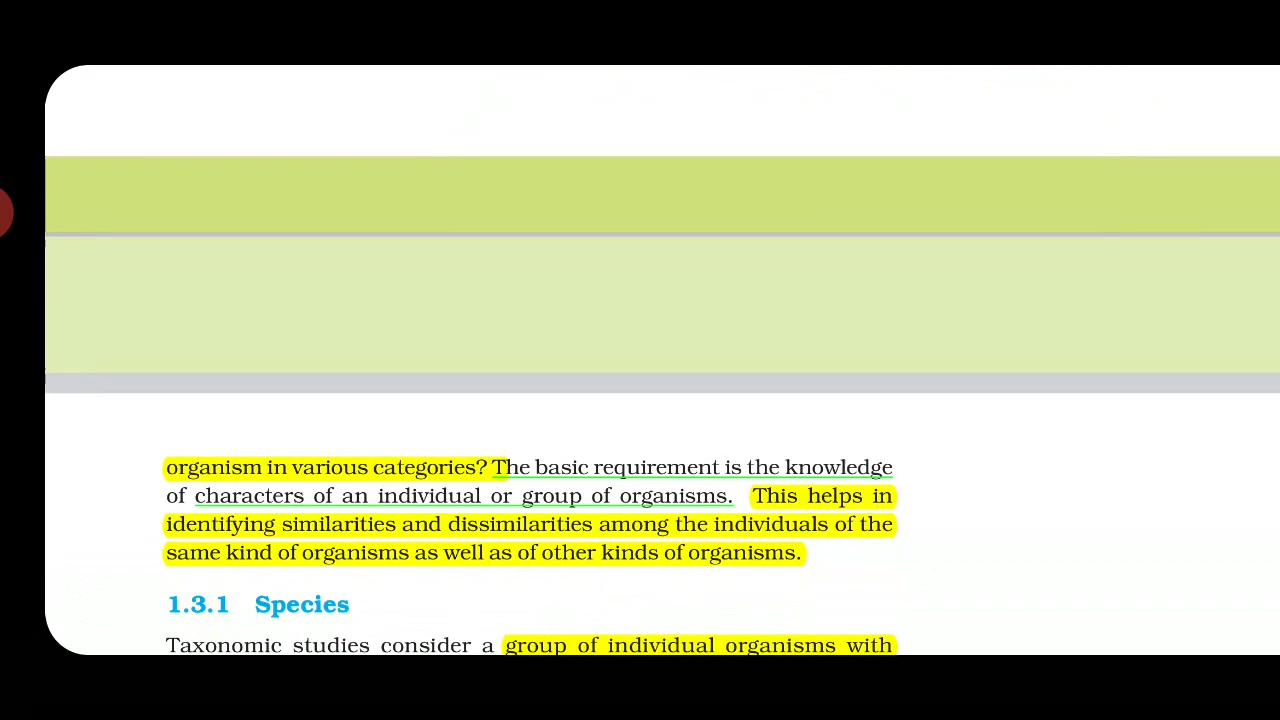 organism in various categories? The basic requirement is the knowledge
of characters of an individual or group of organisms. This helps in
identifying similarities and dissimilarities among the individuals of the
same kind of organisms as well as of other kinds of organisms.
1.3.1 Species
Taxonomic studies consider a group of individual organisms with